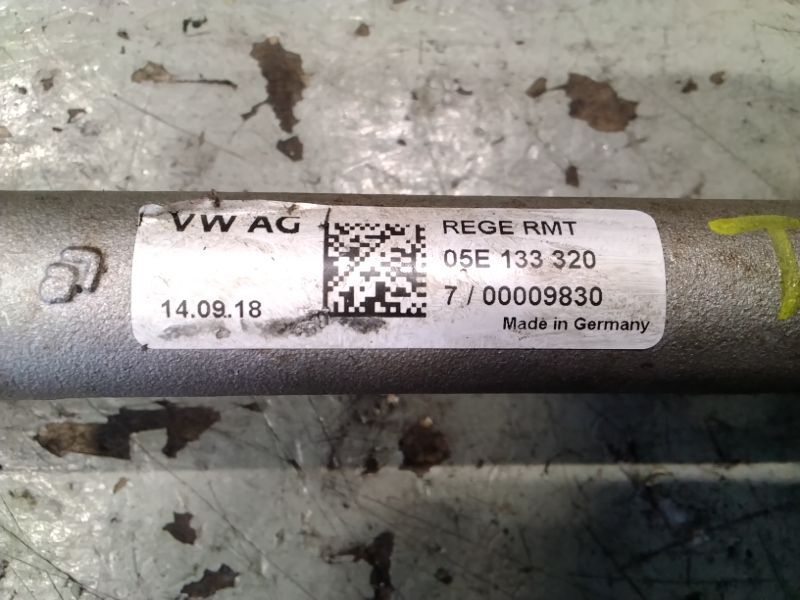 VW AG
14.09.18
REGE RMT
05E 133 320
7 / 00009830
Made in Germany